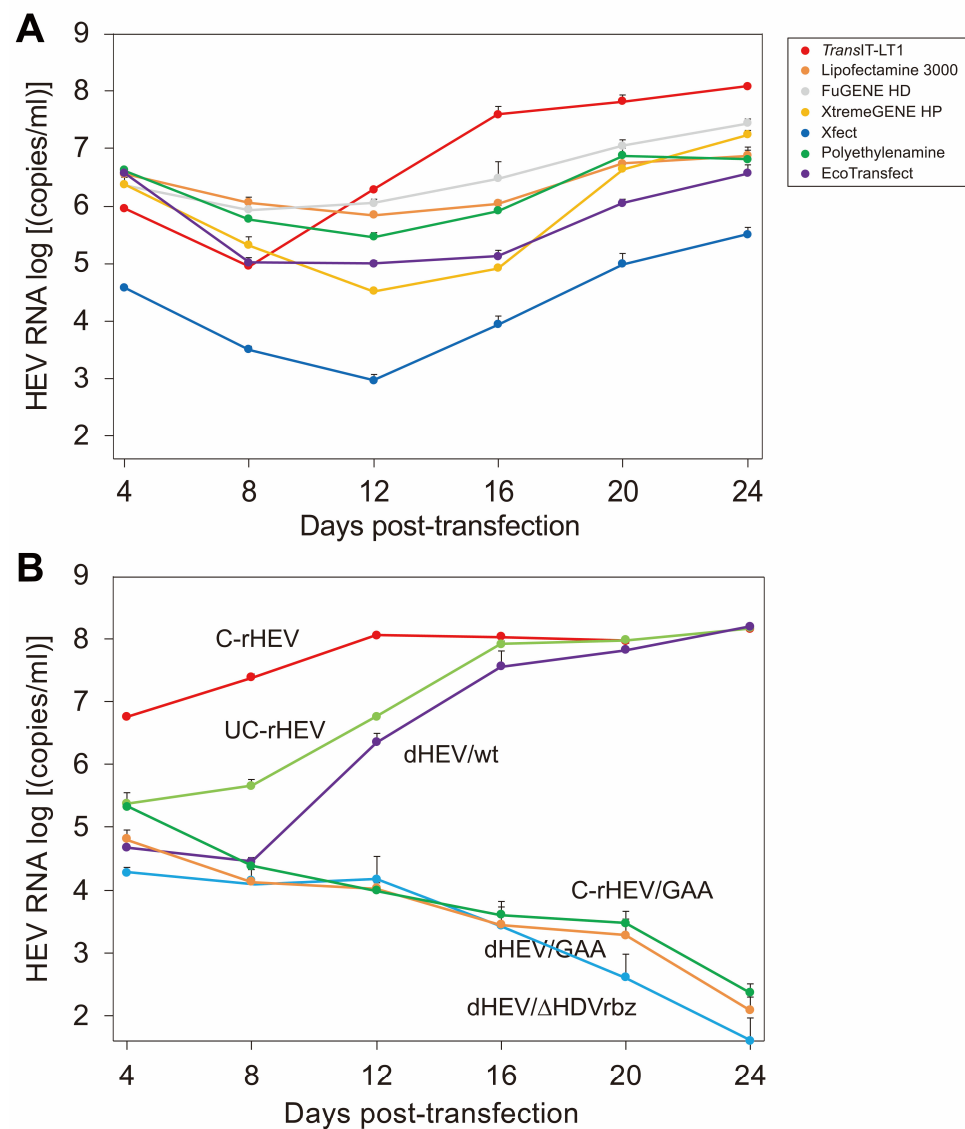 A
9
8
7
6
5
4
3
2
HEV RNA log [(copies/ml)]
4 8 12 16 20 24
Days post-transfection
TransIT-LT1
Lipofectamine 3000
FuGENE HD
XtremeGENE HP
Xfect
Polyethylenamine
EcoTransfect
B
9
8
7
6
5
4
3
2
HEV RNA log [(copies/ml)]
C-rHEV
UC-rHEV
dHEV/wt
C-rHEV/GAA
dHEV/GAA
dHEV/ΔHDVrbz
4 8 12 16 20 24
Days post-transfection